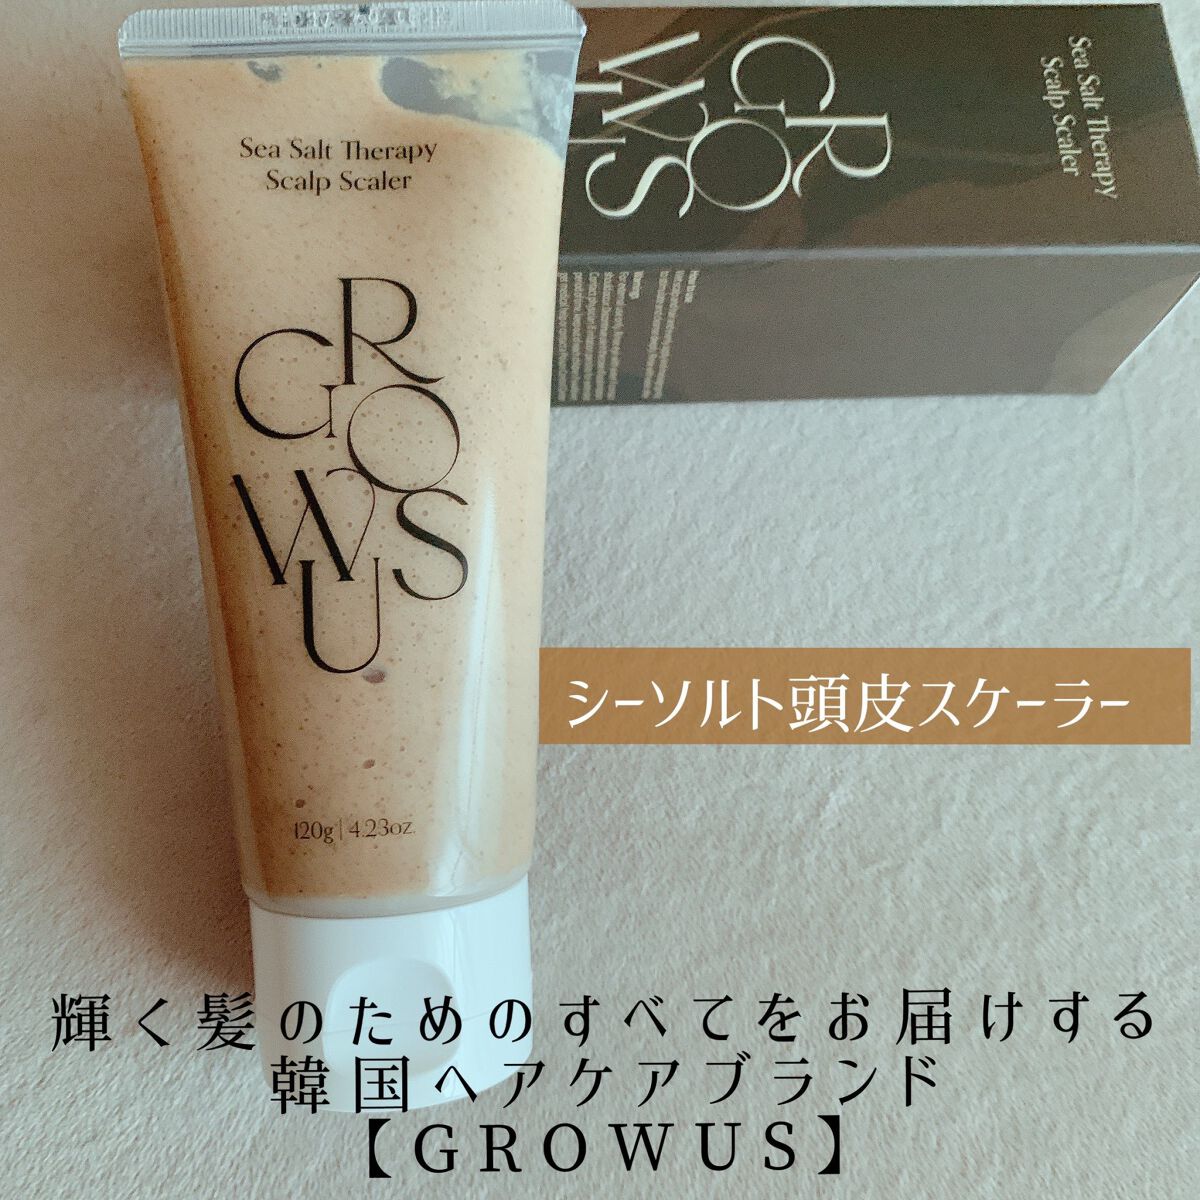 Sea Salt Therapy
Scalp Scaler
GROWUS
120g | 4.23oz.
GROWUS
Sea Salt Therapy
Scalp Scaler
シーソルト頭皮スケーラー
輝く髪のためのすべてをお届けする
韓国ヘアケアブランド
【GROWUS】